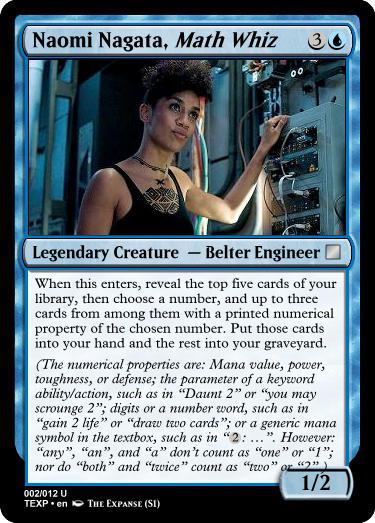 Naomi Nagata, Math Whiz 3
Legendary Creature — Belter Engineer
When this enters, reveal the top five cards of your
library, then choose a number, and up to three
cards from among them with a printed numerical
property of the chosen number. Put those cards
into your hand and the rest into your graveyard.
(The numerical properties are: Mana value, power,
toughness, or defense; the parameter of a keyword
ability/action, such as in “Daunt 2” or “you may
scrounge 2”; digits or a number word, such as in
“gain 2 life” or “draw two cards”; or a generic mana
symbol in the textbox, such as in “2: …”. However:
“any”, “an”, and “a” don’t count as “one” or “1”;
nor do “both” and “twice” count as “two” or “2”.)
1/2
002/012 U
TEXP • en The Expanse (S1)